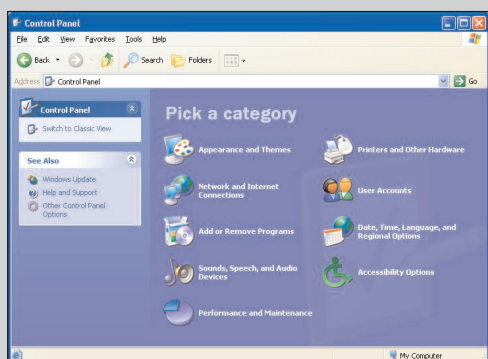 Control Panel
File Edit View Favorites Tools Help
Back Search Folders
Address Control Panel Go
Control Panel
Switch to Classic View
See Also
Windows Update
Help and Support
Other Control Panel
Options
Pick a category
Appearance and Themes
Printers and Other Hardware
Network and Internet
Connections
User Accounts
Add or Remove Programs
Date, Time, Language, and
Regional Options
Sounds, Speech, and Audio
Devices
Accessibility Options
Performance and Maintenance
My Computer